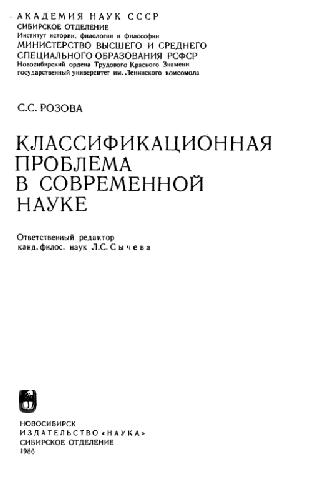 АКАДЕМИЯ НАУК СССР
СИБИРСКОЕ ОТДЕЛЕНИЕ
Институт истории, филологии и философии
МИНИСТЕРСТВО ВЫСШЕГО И СРЕДНЕГО
СПЕЦИАЛЬНОГО ОБРАЗОВАНИЯ РСФСР
Новосибирский ордена Трудового Красного Знамени
государственный университет им. Ленинского комсомола
С.С. РОЗОВА
КЛАССИФИКАЦИОННАЯ
ПРОБЛЕМА
В СОВРЕМЕННОЙ
НАУКЕ
Ответственный редактор
канд. филос. наук Л.С. Сычева
НОВОСИБИРСК
ИЗДАТЕЛЬСТВО «НАУКА»
СИБИРСКОЕ ОТДЕЛЕНИЕ
1986